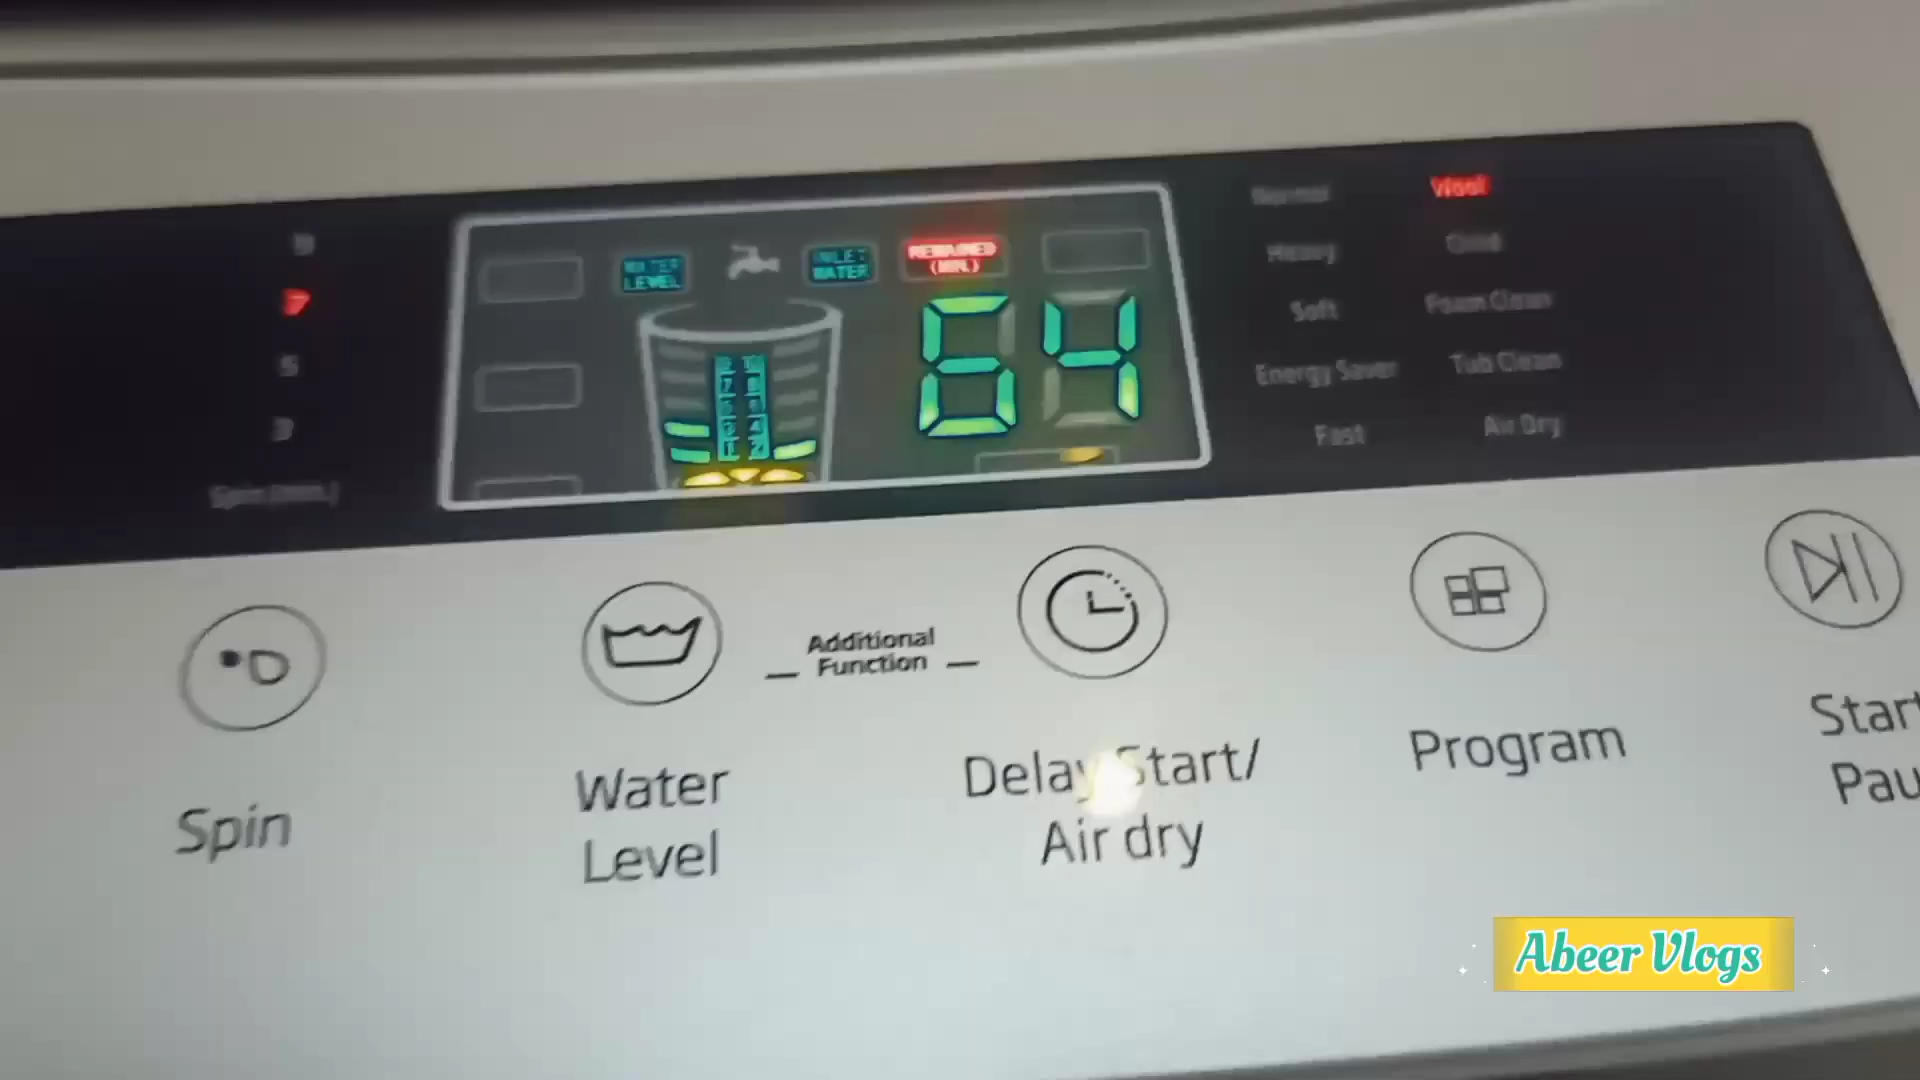 9
7
5
3
Spin(min.)
WATER
LEVEL
INLET
WATER
REMAINED
(MIN.)
64
Normal
Wool
Heavy
Child
Soft
Foam Clean
Energy Saver
Tub Clean
Fast
Air Dry
Spin
Water
Level
Additional
Function
Delay Start/
Air dry
Program
Start
Pau
Abeer Vlogs